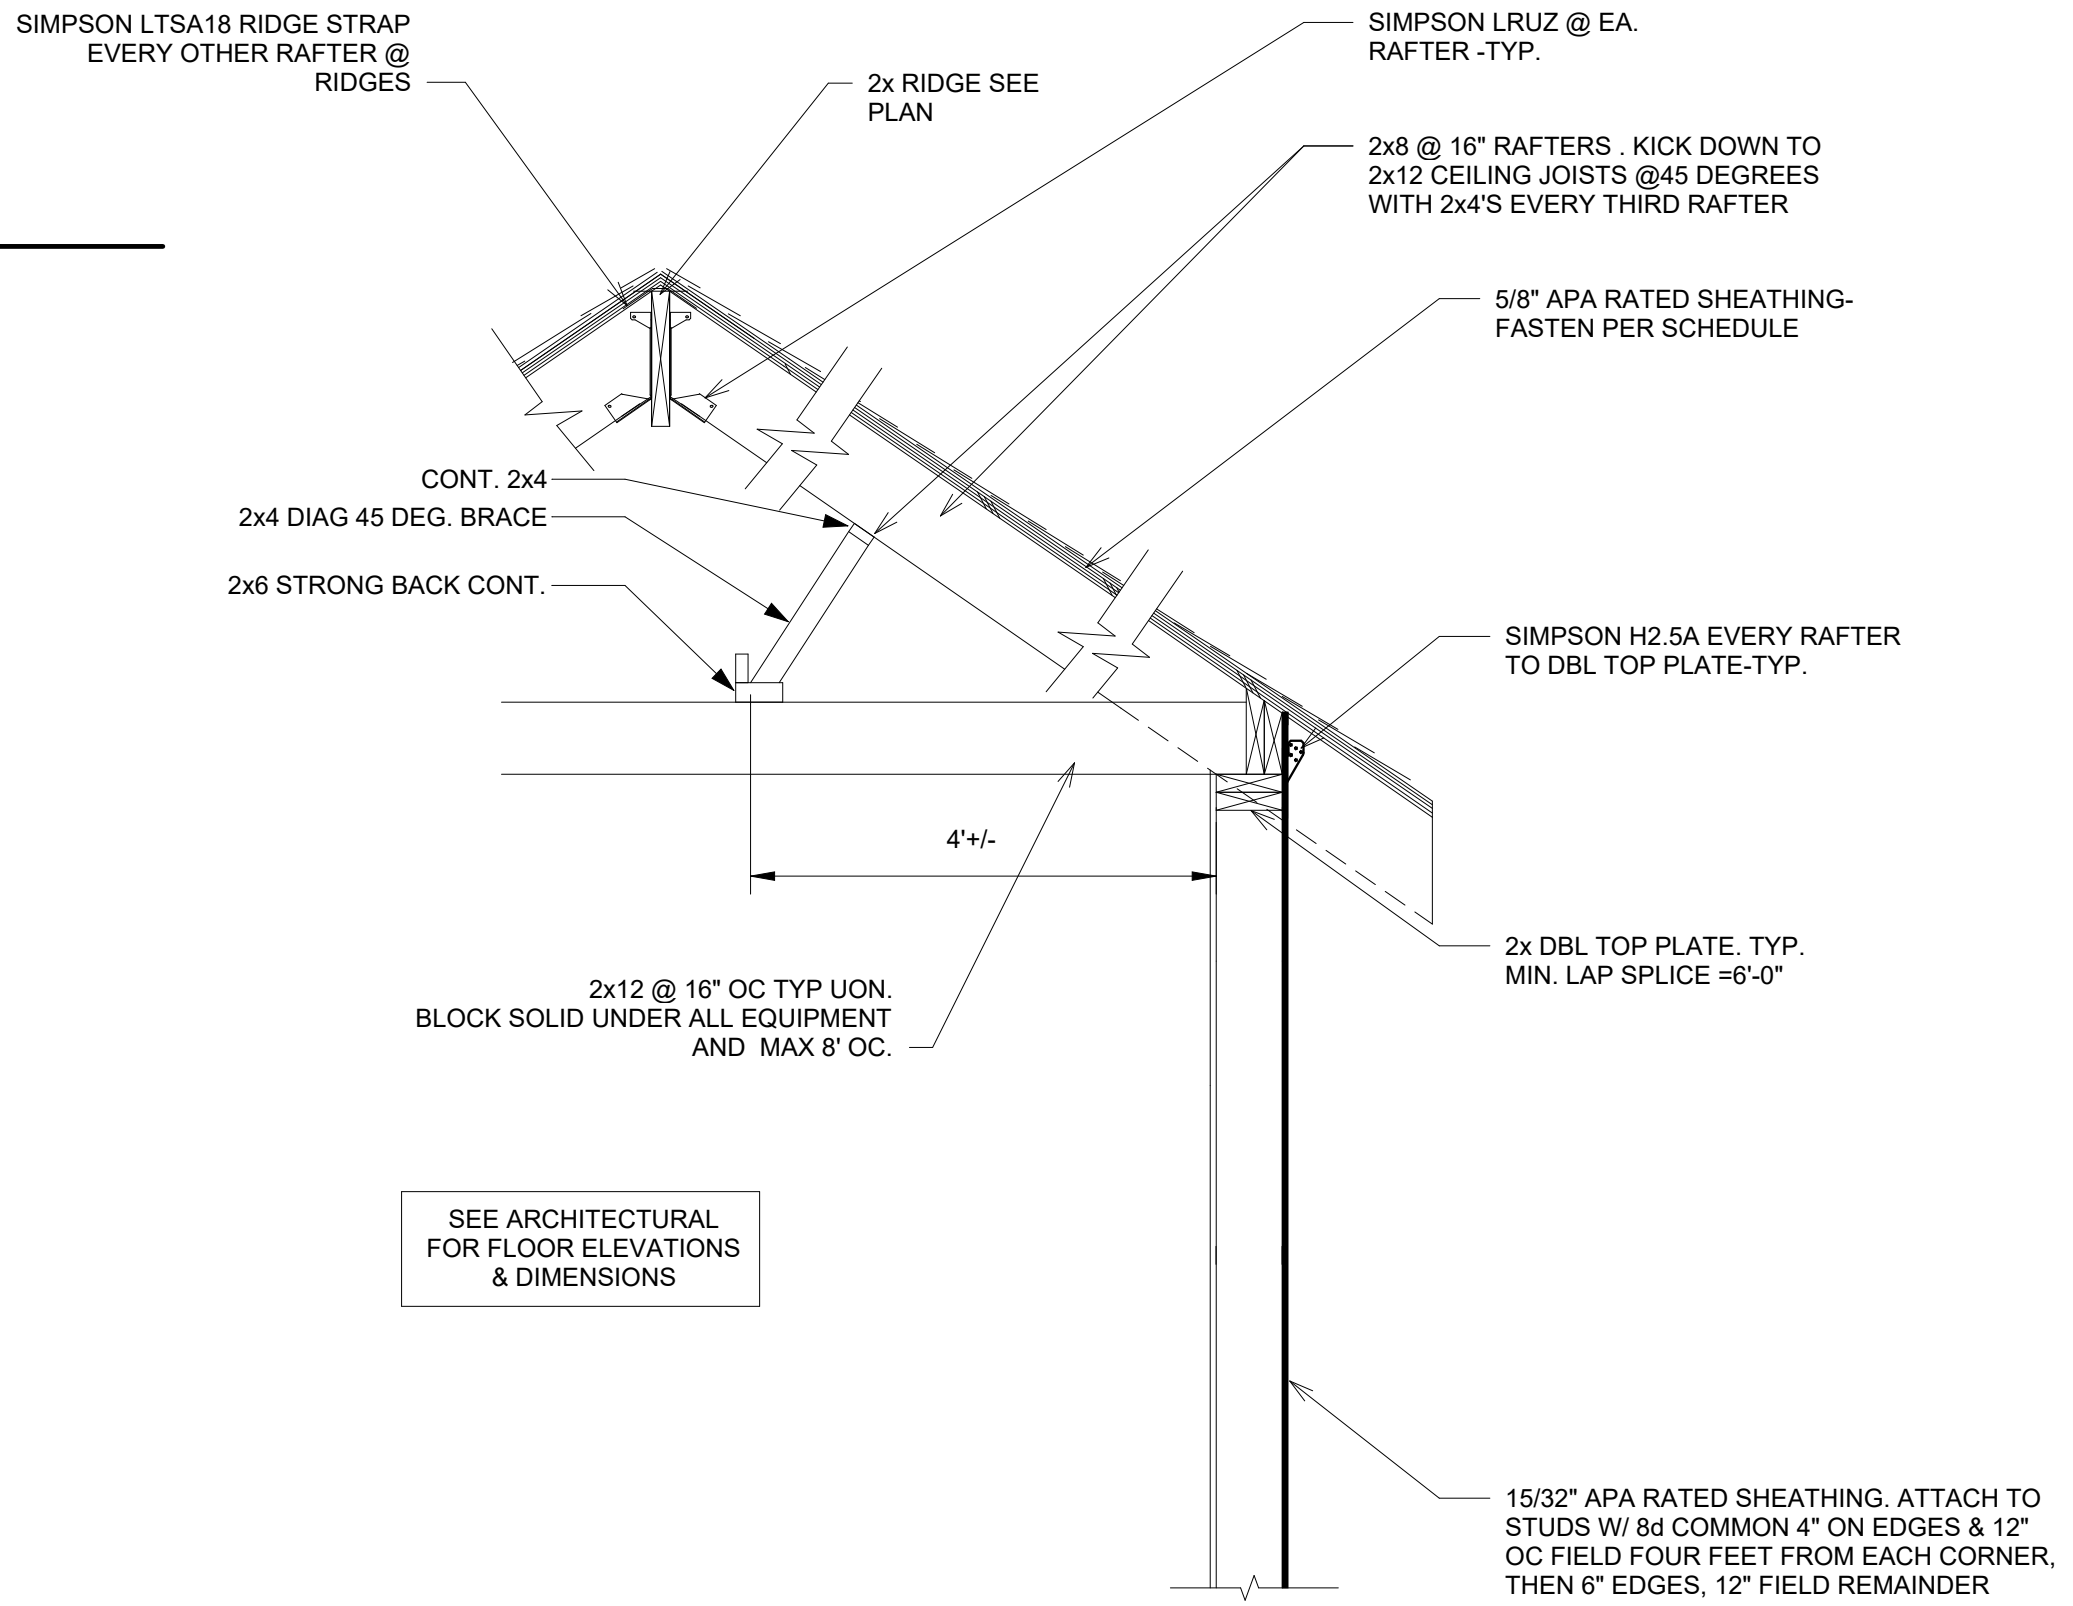 SIMPSON LTSA18 RIDGE STRAP
EVERY OTHER RAFTER @
RIDGES
2x RIDGE SEE
PLAN
SIMPSON LRUZ @ EA.
RAFTER -TYP.
2x8 @ 16" RAFTERS . KICK DOWN TO
2x12 CEILING JOISTS @45 DEGREES
WITH 2x4'S EVERY THIRD RAFTER
5/8" APA RATED SHEATHING-
FASTEN PER SCHEDULE
CONT. 2x4
2x4 DIAG 45 DEG. BRACE
2x6 STRONG BACK CONT.
SIMPSON H2.5A EVERY RAFTER
TO DBL TOP PLATE-TYP.
4'+/-
2x DBL TOP PLATE. TYP.
MIN. LAP SPLICE =6'-0"
2x12 @ 16" OC TYP UON.
BLOCK SOLID UNDER ALL EQUIPMENT
AND  MAX 8' OC.
SEE ARCHITECTURAL
FOR FLOOR ELEVATIONS
& DIMENSIONS
15/32" APA RATED SHEATHING. ATTACH TO
STUDS W/ 8d COMMON 4" ON EDGES & 12"
OC FIELD FOUR FEET FROM EACH CORNER,
THEN 6" EDGES, 12" FIELD REMAINDER